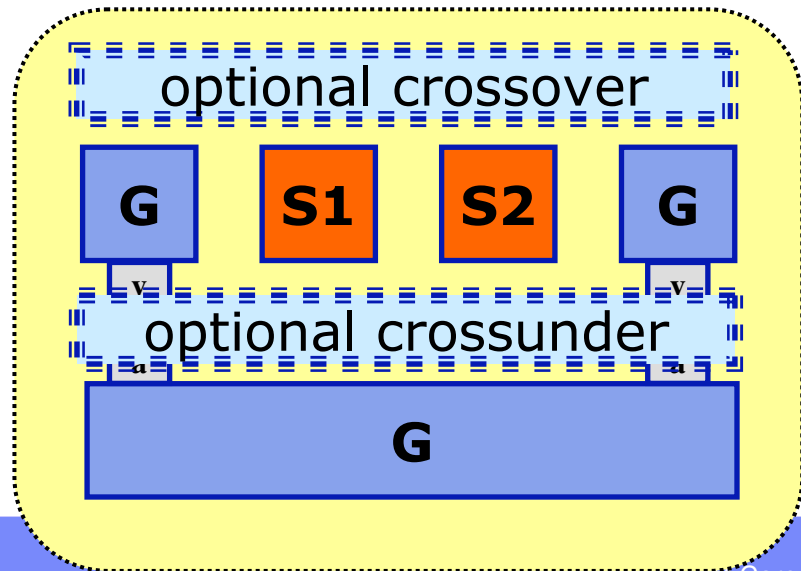 optional crossover
G S1 S2 G
v v
optional crossunder
a a
G